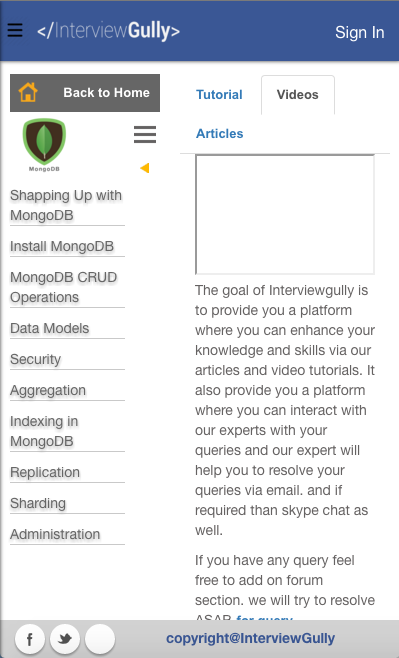 </InterviewGully>
Sign In
Back to Home
MongoDB
Shapping Up with
MongoDB
Install MongoDB
MongoDB CRUD
Operations
Data Models
Security
Aggregation
Indexing in
MongoDB
Replication
Sharding
Administration
Tutorial
Videos
Articles
The goal of Interviewgully is
to provide you a platform
where you can enhance your
knowledge and skills via our
articles and video tutorials. It
also provide you a platform
where you can interact with
our experts with your
queries and our expert will
help you to resolve your
queries via email. and if
required than skype chat as
well.
If you have any query feel
free to add on forum
section. we will try to resolve
ASAP for query
copyright@InterviewGully